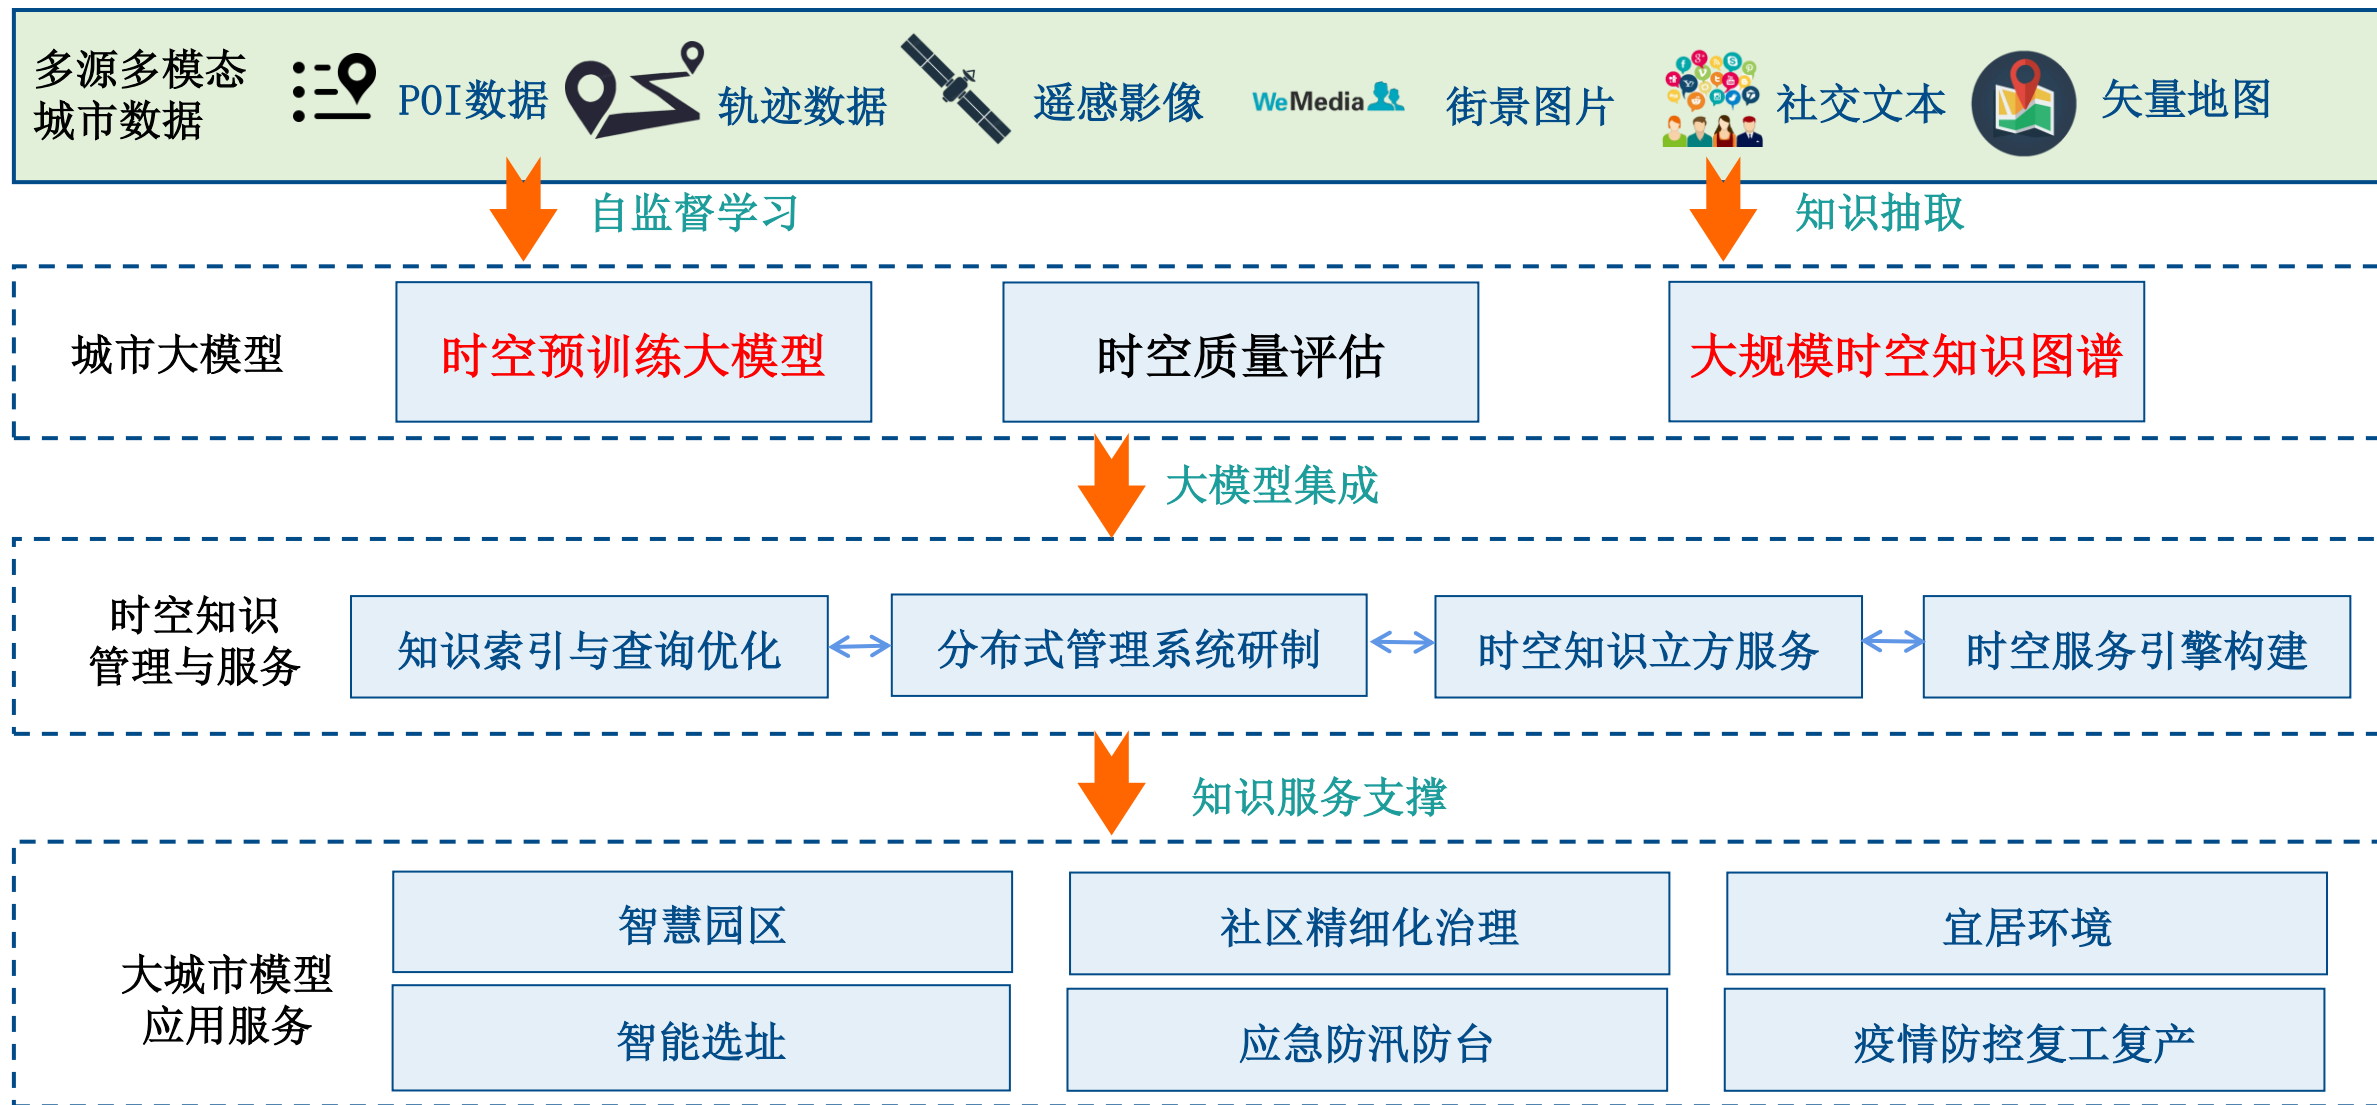 多源多模态
城市数据
POI数据
轨迹数据
遥感影像
WeMedia
街景图片
社交文本
矢量地图
自监督学习
知识抽取
城市大模型
时空预训练大模型
时空质量评估
大规模时空知识图谱
大模型集成
时空知识
管理与服务
知识索引与查询优化
分布式管理系统研制
时空知识立方服务
时空服务引擎构建
知识服务支撑
大城市模型
应用服务
智慧园区
社区精细化治理
宜居环境
智能选址
应急防汛防台
疫情防控复工复产